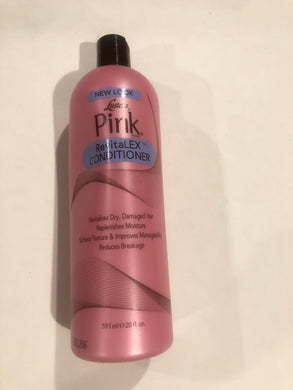 NEW LOOK
Luster's
Pink
RevitaLEX™
CONDITIONER
Revitalizes Dry, Damaged Hair
Replenishes Moisture
Softens Texture & Improves Manageability
Reduces Breakage
591 ml e 20 fl. oz.